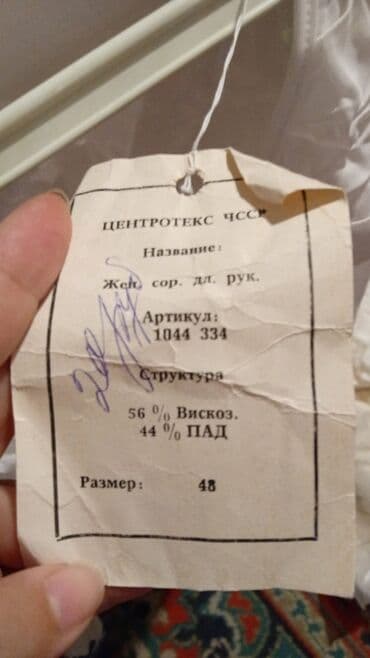 ЦЕНТРОТЕКС ЧССР
Название:
Жен. сор. дл. рук.
Артикул:
1044 334
Структура
56 % Вискоз.
44 % ПАД
Размер: 48